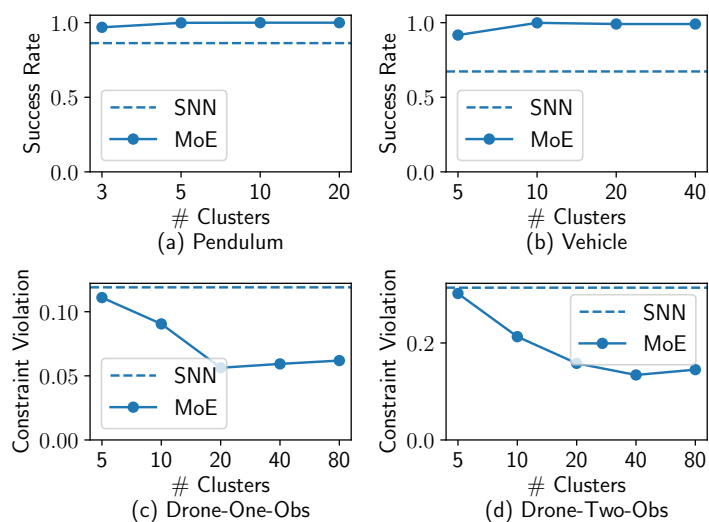 1.0
0.5
0.0
Success Rate
SNN
MoE
3 5 10 20
# Clusters
(a) Pendulum
1.0
0.5
0.0
Success Rate
SNN
MoE
5 10 20 40
# Clusters
(b) Vehicle
0.10
0.05
0.00
Constraint Violation
SNN
MoE
5 10 20 40 80
# Clusters
(c) Drone-One-Obs
0.2
0.0
Constraint Violation
SNN
MoE
5 10 20 40 80
# Clusters
(d) Drone-Two-Obs